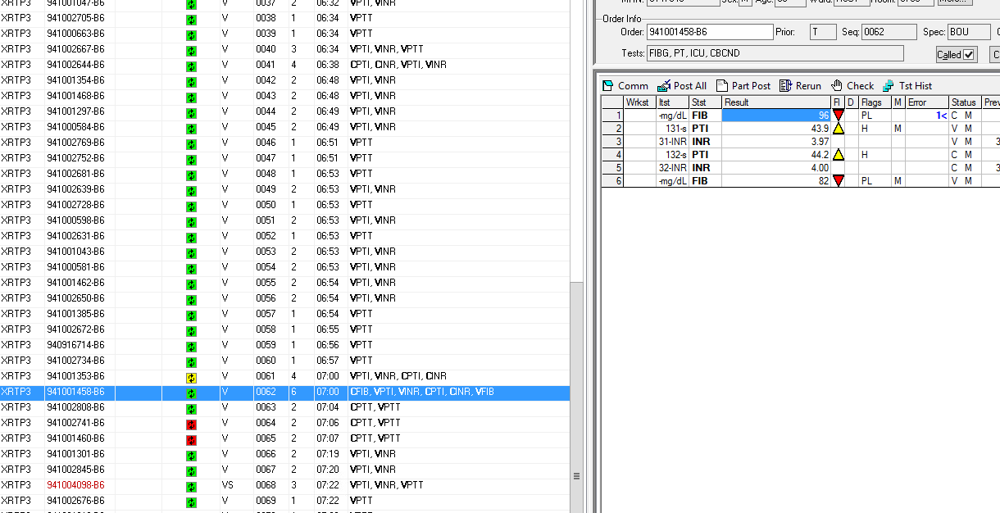 XRTP3 941001047-B6 V 0037 2 06:32 VPTI, VINR
XRTP3 941002705-B6 V 0038 1 06:34 VPTT
XRTP3 941000663-B6 V 0039 1 06:34 VPTT
XRTP3 941002667-B6 V 0040 3 06:34 VPTI, VINR, VPTT
XRTP3 941002644-B6 V 0041 4 06:38 CPTI, CINR, VPTI, VINR
XRTP3 941001354-B6 V 0042 2 06:48 VPTI, VINR
XRTP3 941001468-B6 V 0043 2 06:48 VPTI, VINR
XRTP3 941001297-B6 V 0044 2 06:49 VPTI, VINR
XRTP3 941000584-B6 V 0045 2 06:49 VPTI, VINR
XRTP3 941002769-B6 V 0046 1 06:51 VPTT
XRTP3 941002752-B6 V 0047 1 06:51 VPTT
XRTP3 941002681-B6 V 0048 1 06:53 VPTT
XRTP3 941002639-B6 V 0049 2 06:53 VPTI, VINR
XRTP3 941002728-B6 V 0050 1 06:53 VPTT
XRTP3 941000598-B6 V 0051 2 06:53 VPTI, VINR
XRTP3 941002631-B6 V 0052 1 06:53 VPTT
XRTP3 941001043-B6 V 0053 2 06:53 VPTI, VINR
XRTP3 941000581-B6 V 0054 2 06:53 VPTI, VINR
XRTP3 941001462-B6 V 0055 2 06:54 VPTI, VINR
XRTP3 941002650-B6 V 0056 2 06:54 VPTI, VINR
XRTP3 941001385-B6 V 0057 1 06:54 VPTT
XRTP3 941002672-B6 V 0058 1 06:55 VPTT
XRTP3 940916714-B6 V 0059 1 06:56 VPTT
XRTP3 941002734-B6 V 0060 1 06:57 VPTT
XRTP3 941001353-B6 V 0061 4 07:00 VPTI, VINR, CPTI, CINR
XRTP3 941001458-B6 V 0062 6 07:00 CFIB, VPTI, VINR, CPTI, CINR, VFIB
XRTP3 941002808-B6 V 0063 2 07:04 CPTT, VPTT
XRTP3 941002741-B6 V 0064 2 07:06 CPTT, VPTT
XRTP3 941001460-B6 V 0065 2 07:07 CPTT, VPTT
XRTP3 941001301-B6 V 0066 2 07:19 VPTI, VINR
XRTP3 941002845-B6 V 0067 2 07:20 VPTI, VINR
XRTP3 941004098-B6 VS 0068 3 07:22 VPTI, VINR, VPTT
XRTP3 941002676-B6 V 0069 1 07:22 VPTT
Order Info
Order: 941001458-B6 Prior: T Seq: 0062 Spec: BOU
Tests: FIBG, PT, ICU, CBCND Called
Comm Post All Part Post Rerun Check Tst Hist
Wrkst Itst Stst Result Fl D Flags M Error Status Prev
1 -mg/dL FIB 96 PL 1< C M
2 131-s PTI 43.9 H M V M
3 31-INR INR 3.97 V M 3
4 132-s PTI 44.2 H C M
5 32-INR INR 4.00 C M 3
6 -mg/dL FIB 82 PL M V M